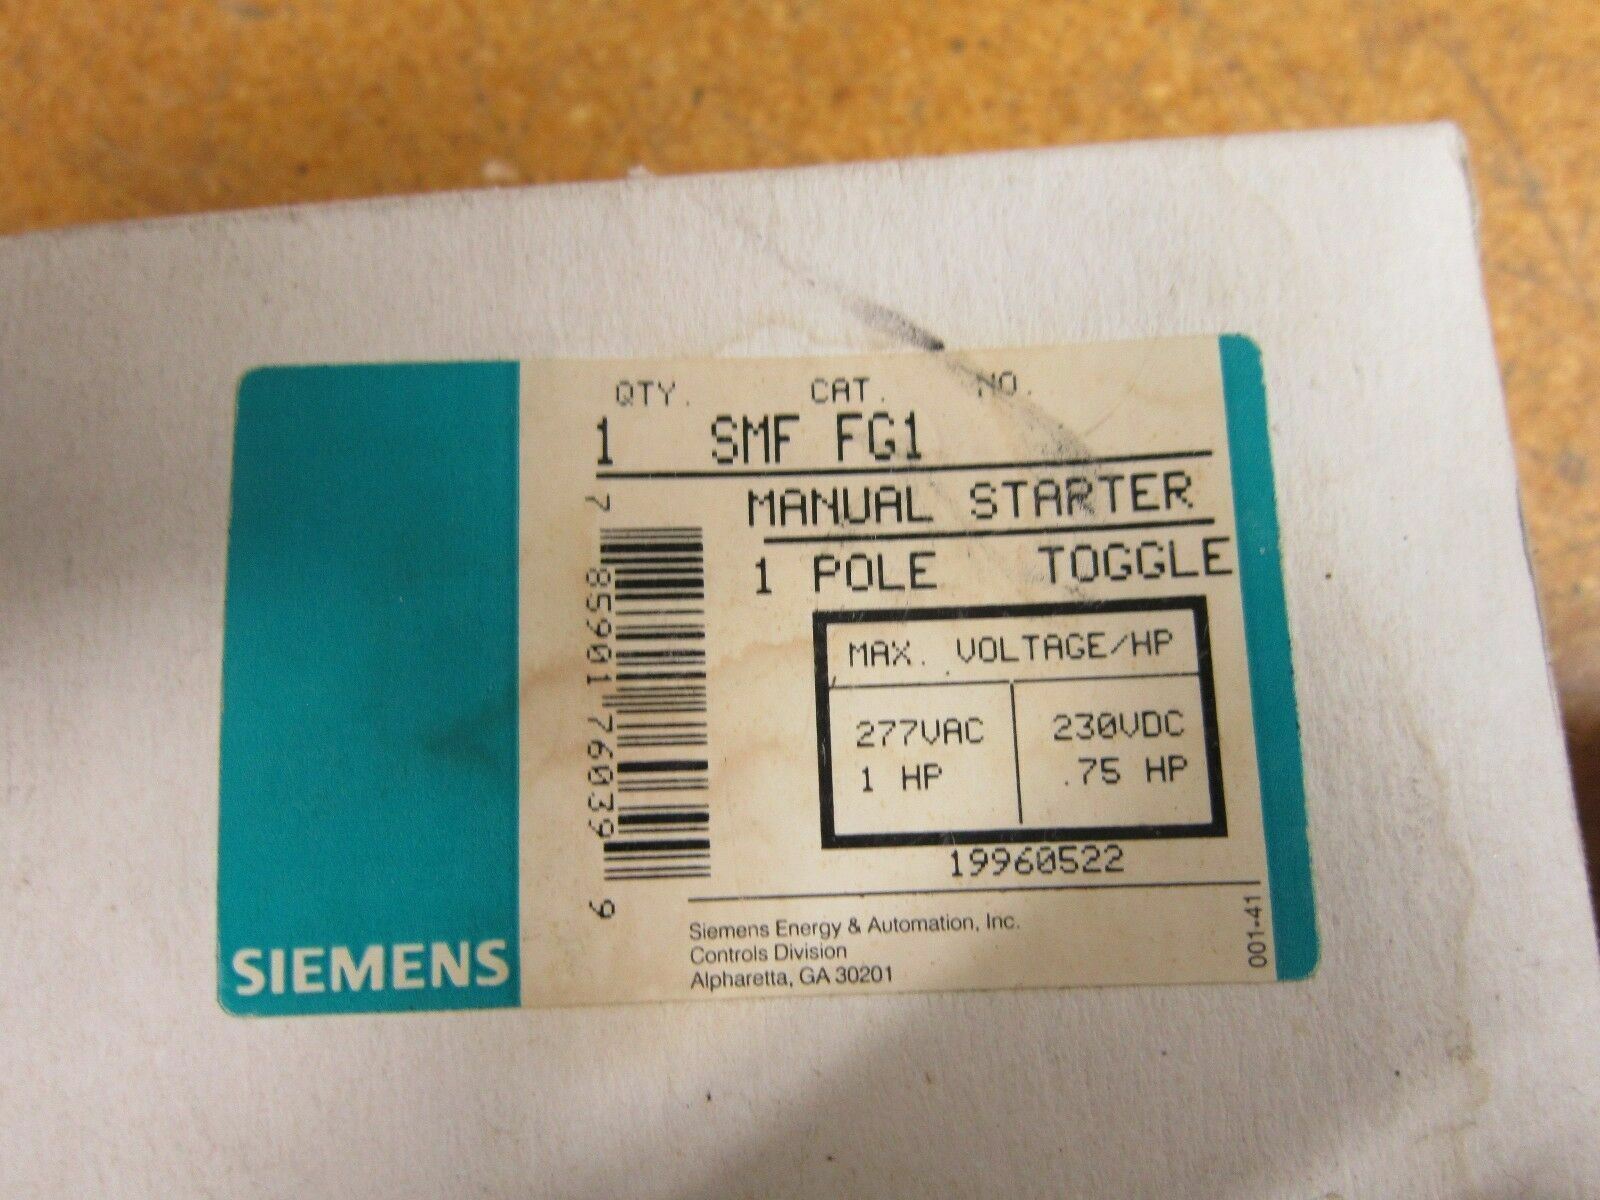 QTY. CAT. NO.
1 SMF FG1
MANUAL STARTER
1 POLE TOGGLE
7 85901 76039 9
MAX. VOLTAGE/HP
277VAC 230VDC
1 HP .75 HP
19960522
Siemens Energy & Automation, Inc.
Controls Division
Alpharetta, GA 30201
001-41
SIEMENS